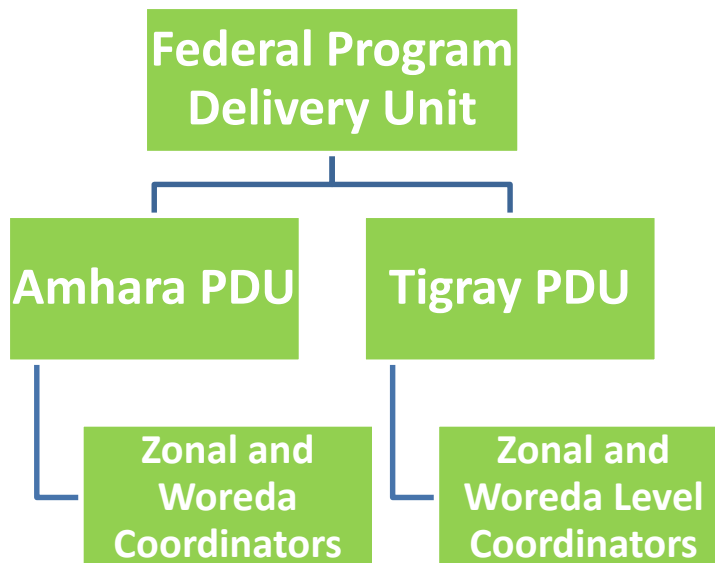 Federal Program
Delivery Unit
Amhara PDU
Tigray PDU
Zonal and
Woreda
Coordinators
Zonal and
Woreda Level
Coordinators